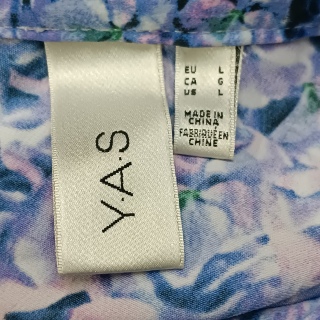 Y.A.S
EU L
CA G
US L
MADE IN
CHINA
FABRIQUÉ EN
CHINE